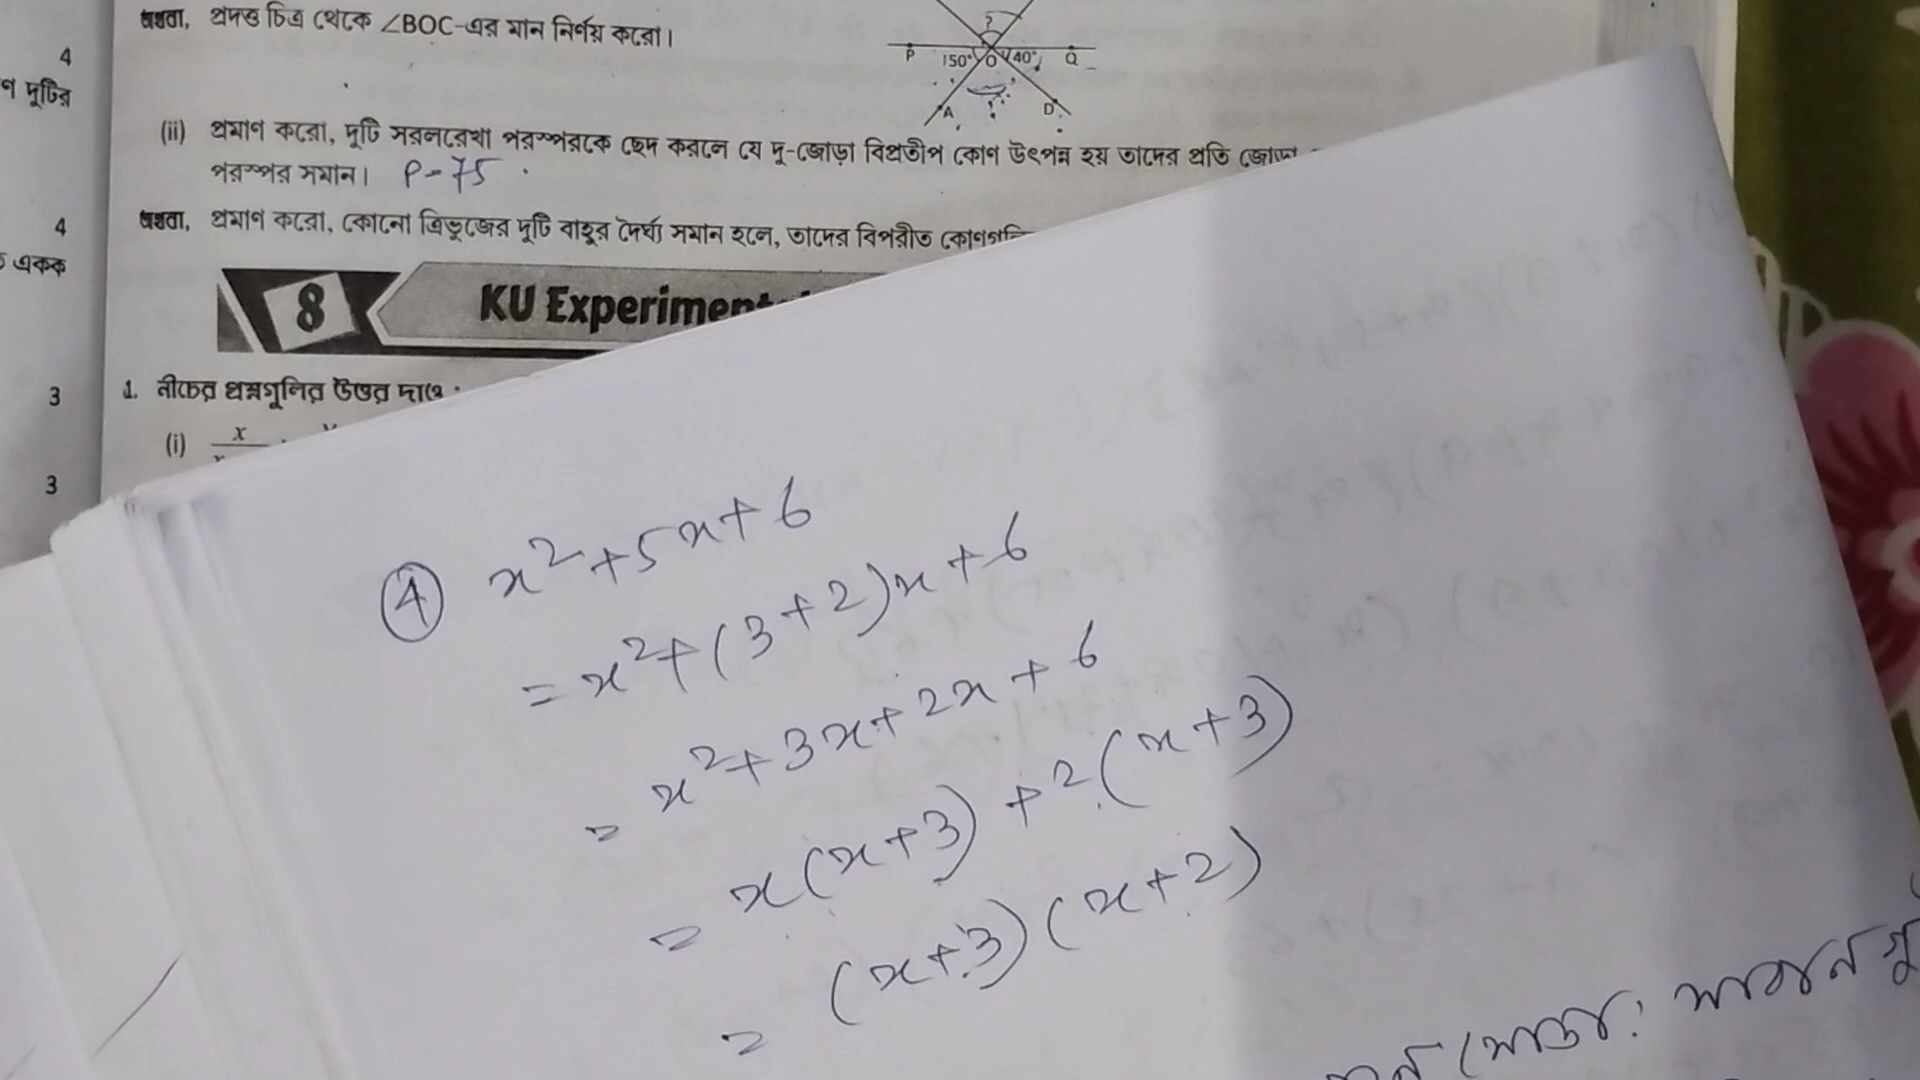 অথবা, প্রদত্ত চিত্র থেকে ∠BOC-এর মান নির্ণয় করো।
?
P 150° O 40° Q
A D
4
ণ দুটির
(ii) প্রমাণ করো, দুটি সরলরেখা পরস্পরকে ছেদ করলে যে দু-জোড়া বিপ্রতীপ কোণ উৎপন্ন হয় তাদের প্রতি জোড়া
পরস্পর সমান। P-75
4
অথবা, প্রমাণ করো, কোনো ত্রিভুজের দুটি বাহুর দৈর্ঘ্য সমান হলে, তাদের বিপরীত
একক
8 KU Experiment
3
1. নীচের প্রশ্নগুলির উত্তর দাও :
(i) x
3
④ x²+5x+6
= x²+(3+2)x+6
= x²+3x+2x+6
= x(x+3)+2(x+3)
= (x+3)(x+2)